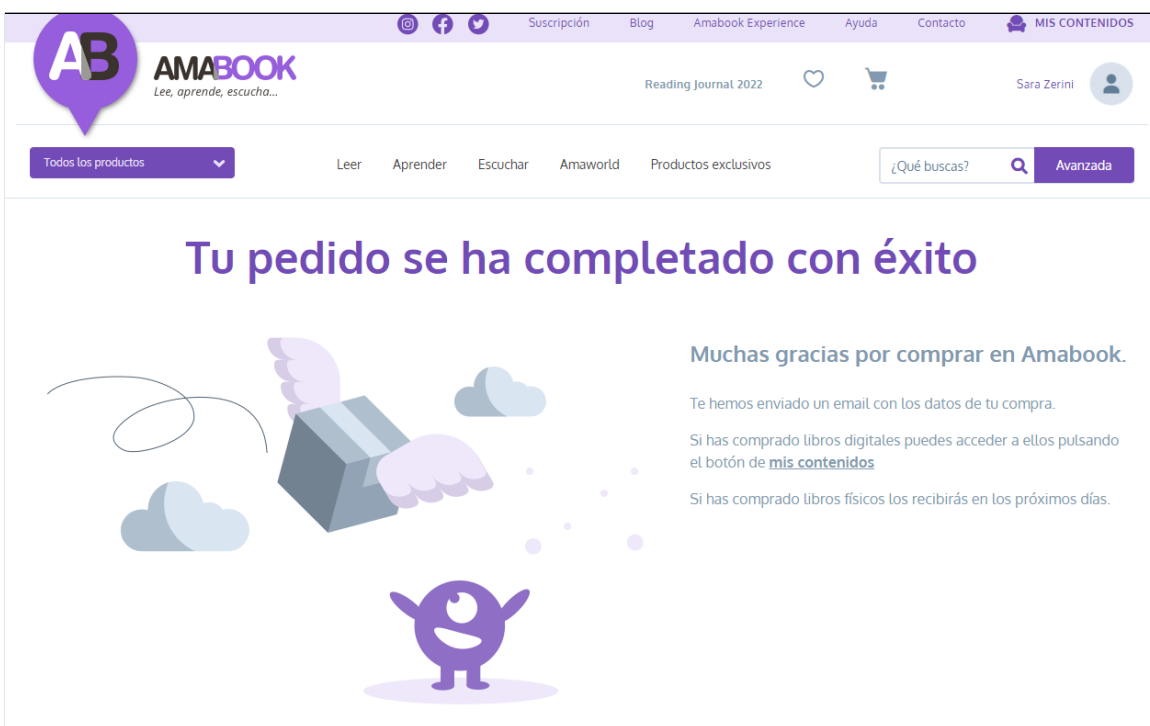 Suscripción Blog Amabook Experience Ayuda Contacto MIS CONTENIDOS
AB AMABOOK
Lee, aprende, escucha...
Reading Journal 2022 Sara Zerini
Todos los productos Leer Aprender Escuchar Amaworld Productos exclusivos ¿Qué buscas? Avanzada
Tu pedido se ha completado con éxito
Muchas gracias por comprar en Amabook.
Te hemos enviado un email con los datos de tu compra.
Si has comprado libros digitales puedes acceder a ellos pulsando
el botón de mis contenidos
Si has comprado libros físicos los recibirás en los próximos días.